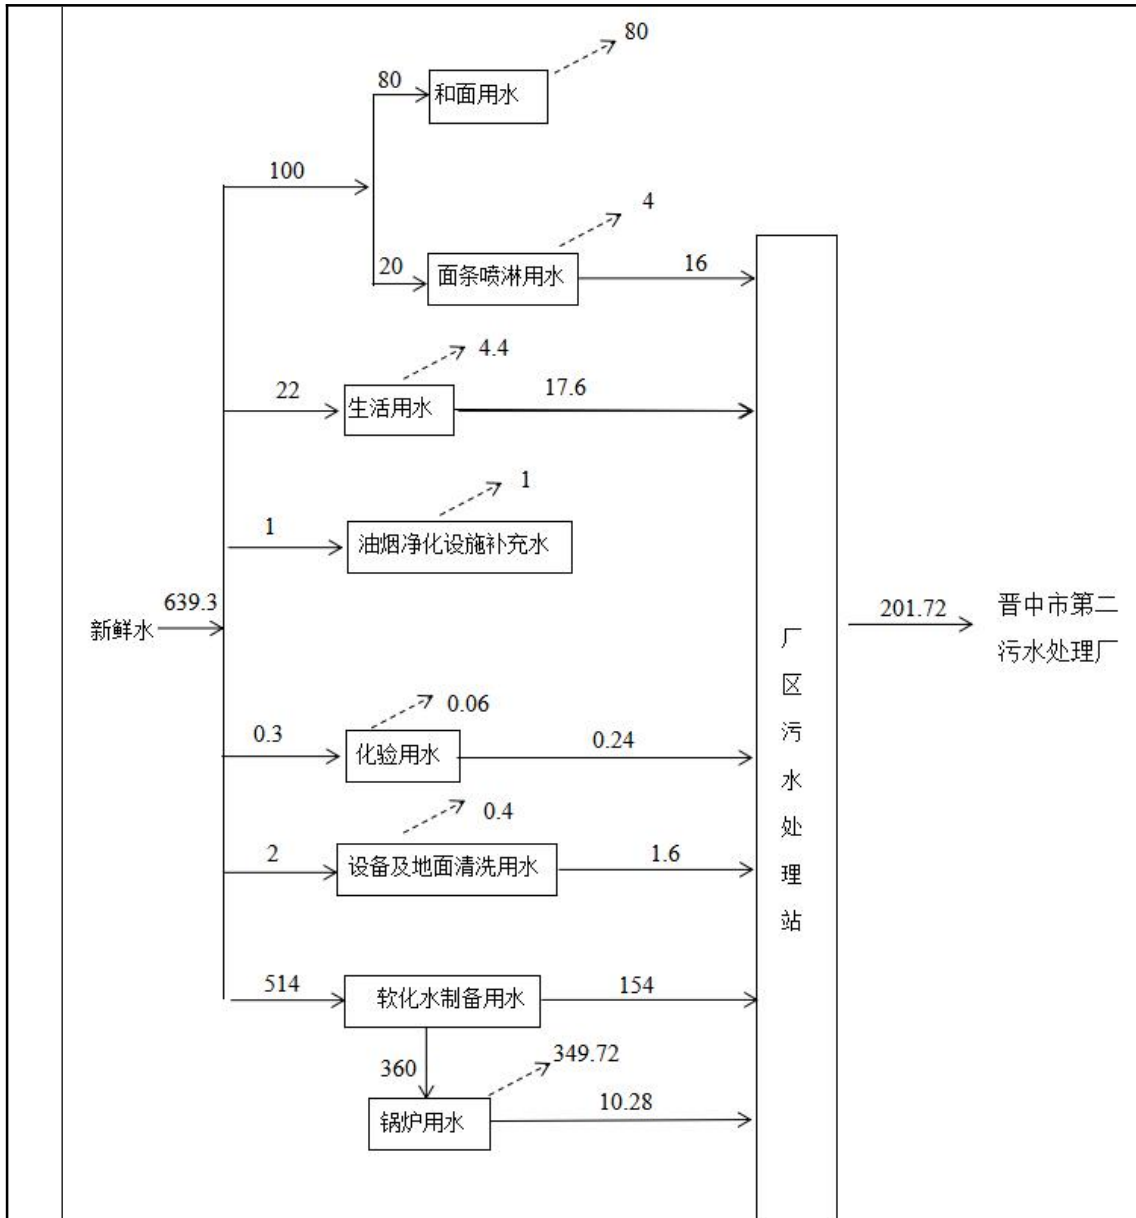 80
80
和面用水
100
4
20
面条喷淋用水
16
4.4
22
生活用水
17.6
1
1
油烟净化设施补充水
新鲜水
639.3
201.72
晋中市第二
污水处理厂
厂
区
污
水
处
理
站
0.06
0.3
化验用水
0.24
0.4
2
设备及地面清洗用水
1.6
514
软化水制备用水
154
360
349.72
锅炉用水
10.28